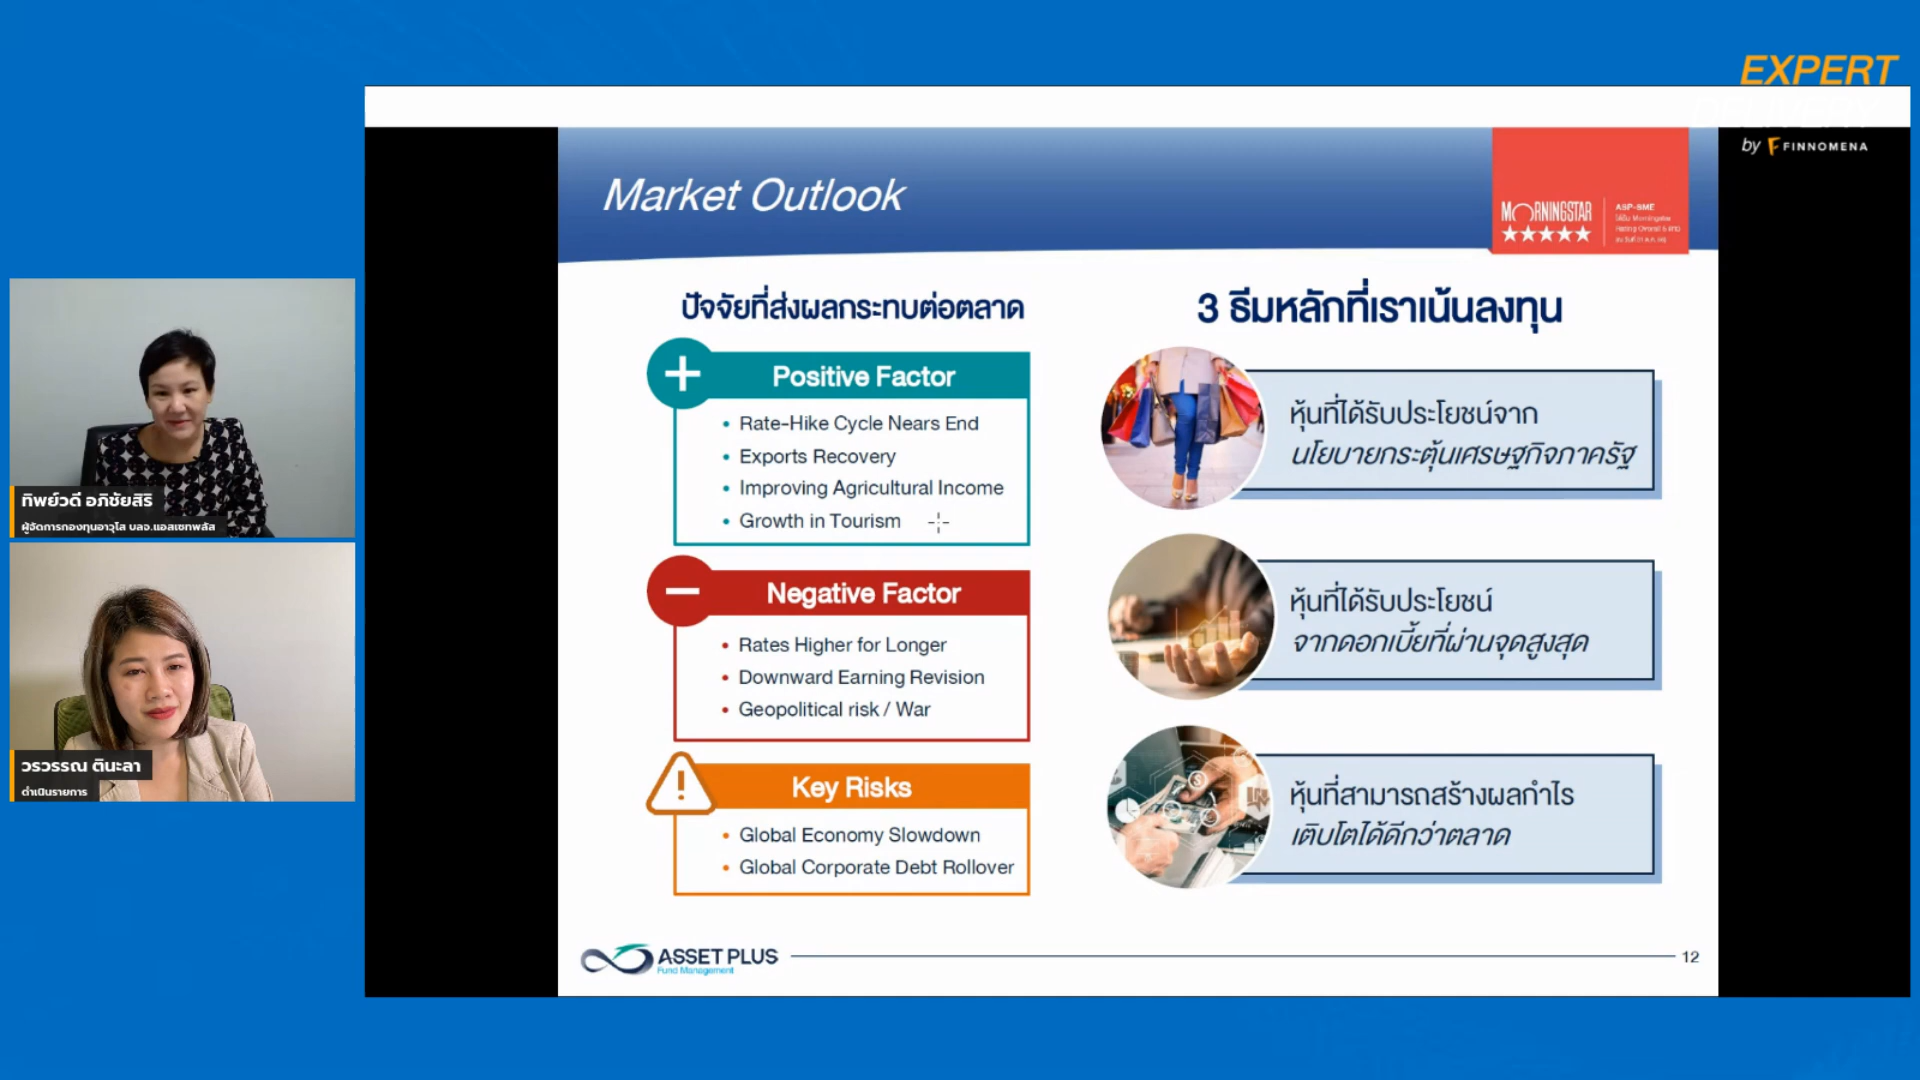 EXPERT
by FINNOMENA
Market Outlook
MORNINGSTAR
ASP-SME
ปัจจัยที่ส่งผลกระทบต่อตลาด
Positive Factor
• Rate-Hike Cycle Nears End
• Exports Recovery
• Improving Agricultural Income
• Growth in Tourism
Negative Factor
• Rates Higher for Longer
• Downward Earning Revision
• Geopolitical risk / War
Key Risks
• Global Economy Slowdown
• Global Corporate Debt Rollover
3 ธีมหลักที่เราเน้นลงทุน
หุ้นที่ได้รับประโยชน์จาก
นโยบายกระตุ้นเศรษฐกิจภาครัฐ
หุ้นที่ได้รับประโยชน์
จากดอกเบี้ยที่ผ่านจุดสูงสุด
หุ้นที่สามารถสร้างผลกำไร
เติบโตได้ดีกว่าตลาด
ทิพย์วดี อภิชัยสิริ
ผู้จัดการกองทุนอาวุโส บลจ.แอสเซทพลัส
วรวรรณ ตินะลา
ดำเนินรายการ
ASSET PLUS
Fund Management
12